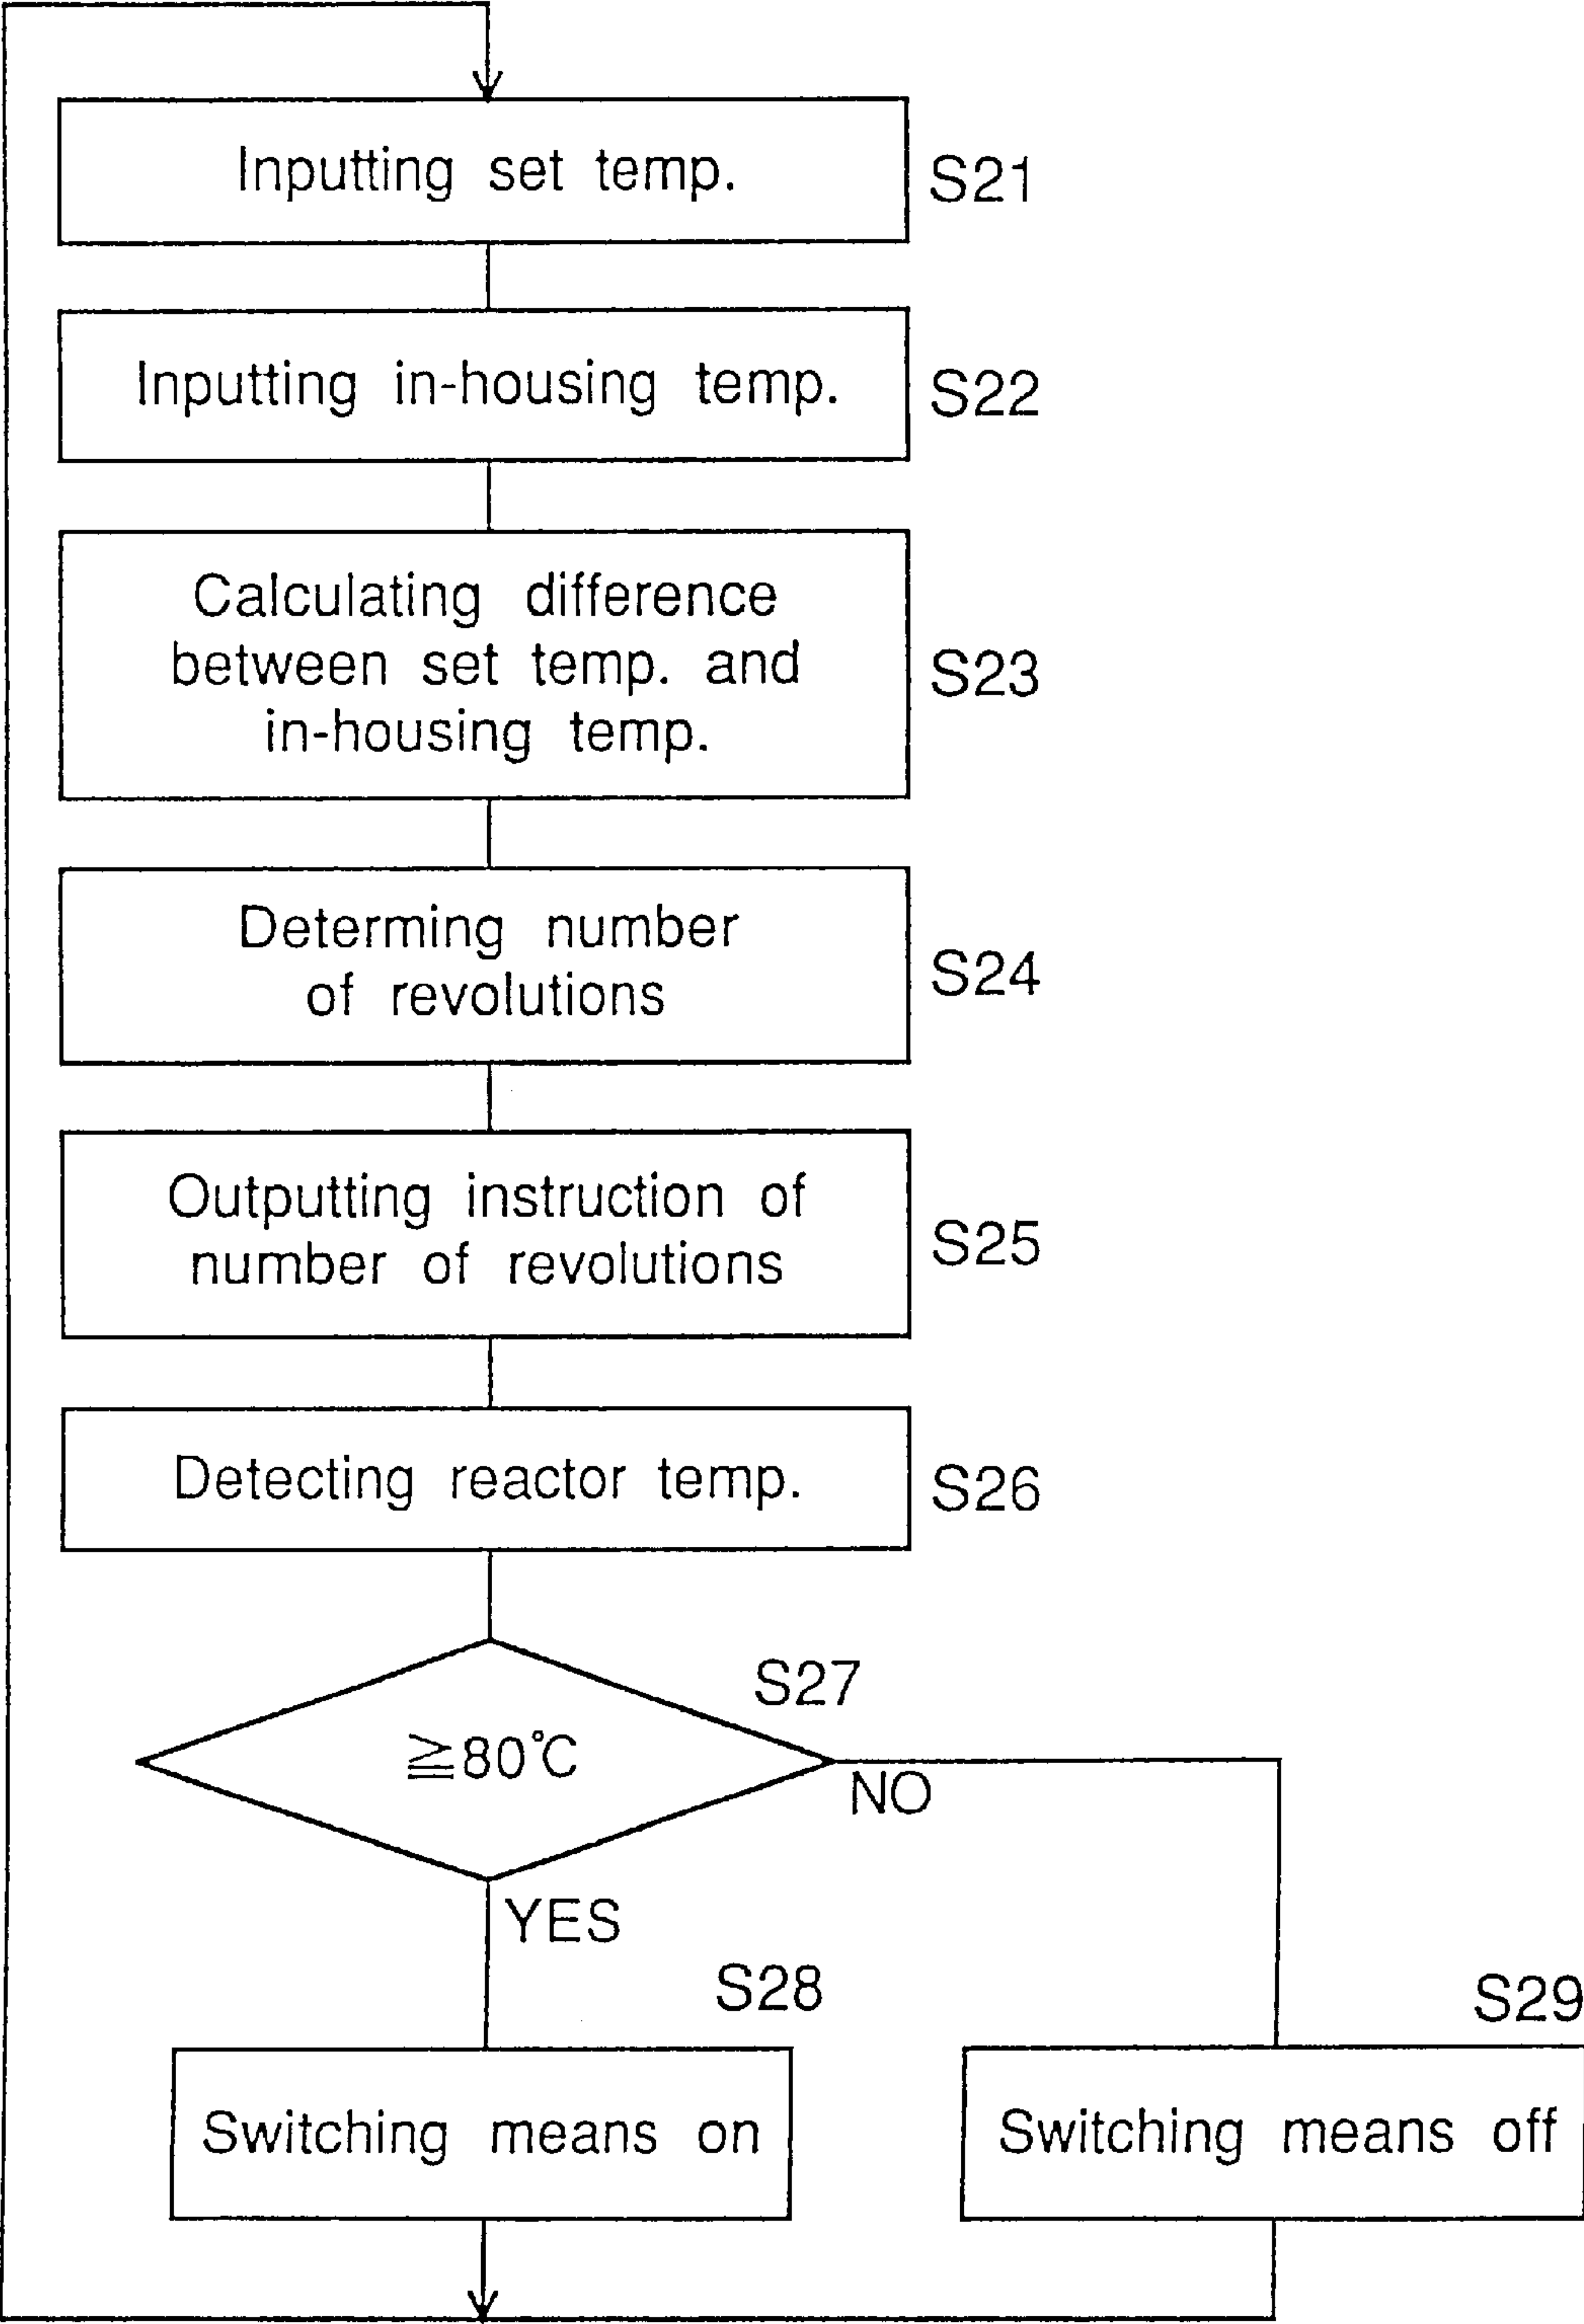 Inputting set temp.
S21
Inputting in-housing temp.
S22
Calculating difference
between set temp. and
in-housing temp.
S23
Determing number
of revolutions
S24
Outputting instruction of
number of revolutions
S25
Detecting reactor temp.
S26
S27
≧80℃
NO
YES
S28
Switching means on
S29
Switching means off